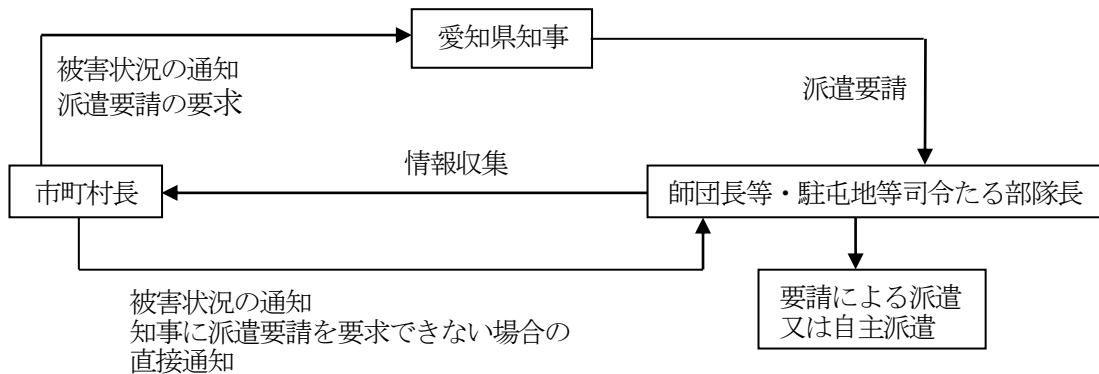 愛知県知事
被害状況の通知
派遣要請の要求
派遣要請
情報収集
市町村長
師団長等・駐屯地等司令たる部隊長
被害状況の通知
知事に派遣要請を要求できない場合の
直接通知
要請による派遣
又は自主派遣